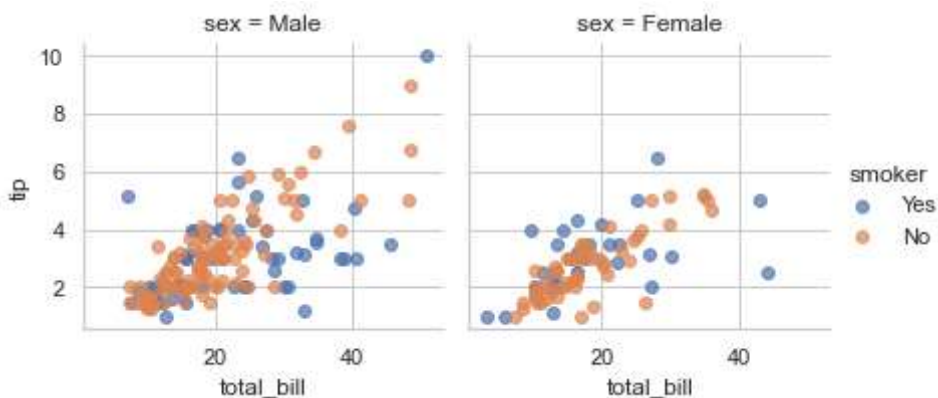 sex = Male
sex = Female
10
8
6
4
2
tip
20
40
total_bill
20
40
total_bill
smoker
Yes
No